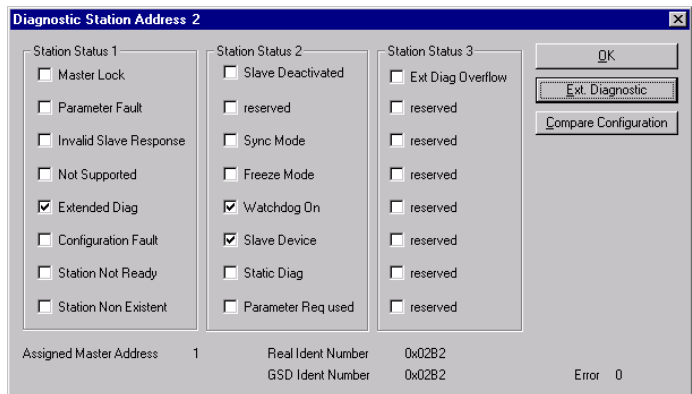 Diagnostic Station Address 2
Station Status 1
Master Lock
Parameter Fault
Invalid Slave Response
Not Supported
Extended Diag
Configuration Fault
Station Not Ready
Station Non Existent
Station Status 2
Slave Deactivated
reserved
Sync Mode
Freeze Mode
Watchdog On
Slave Device
Static Diag
Parameter Req used
Station Status 3
Ext Diag Overflow
reserved
reserved
reserved
reserved
reserved
reserved
reserved
OK
Ext. Diagnostic
Compare Configuration
Assigned Master Address 1
Real Ident Number 0x02B2
GSD Ident Number 0x02B2
Error 0